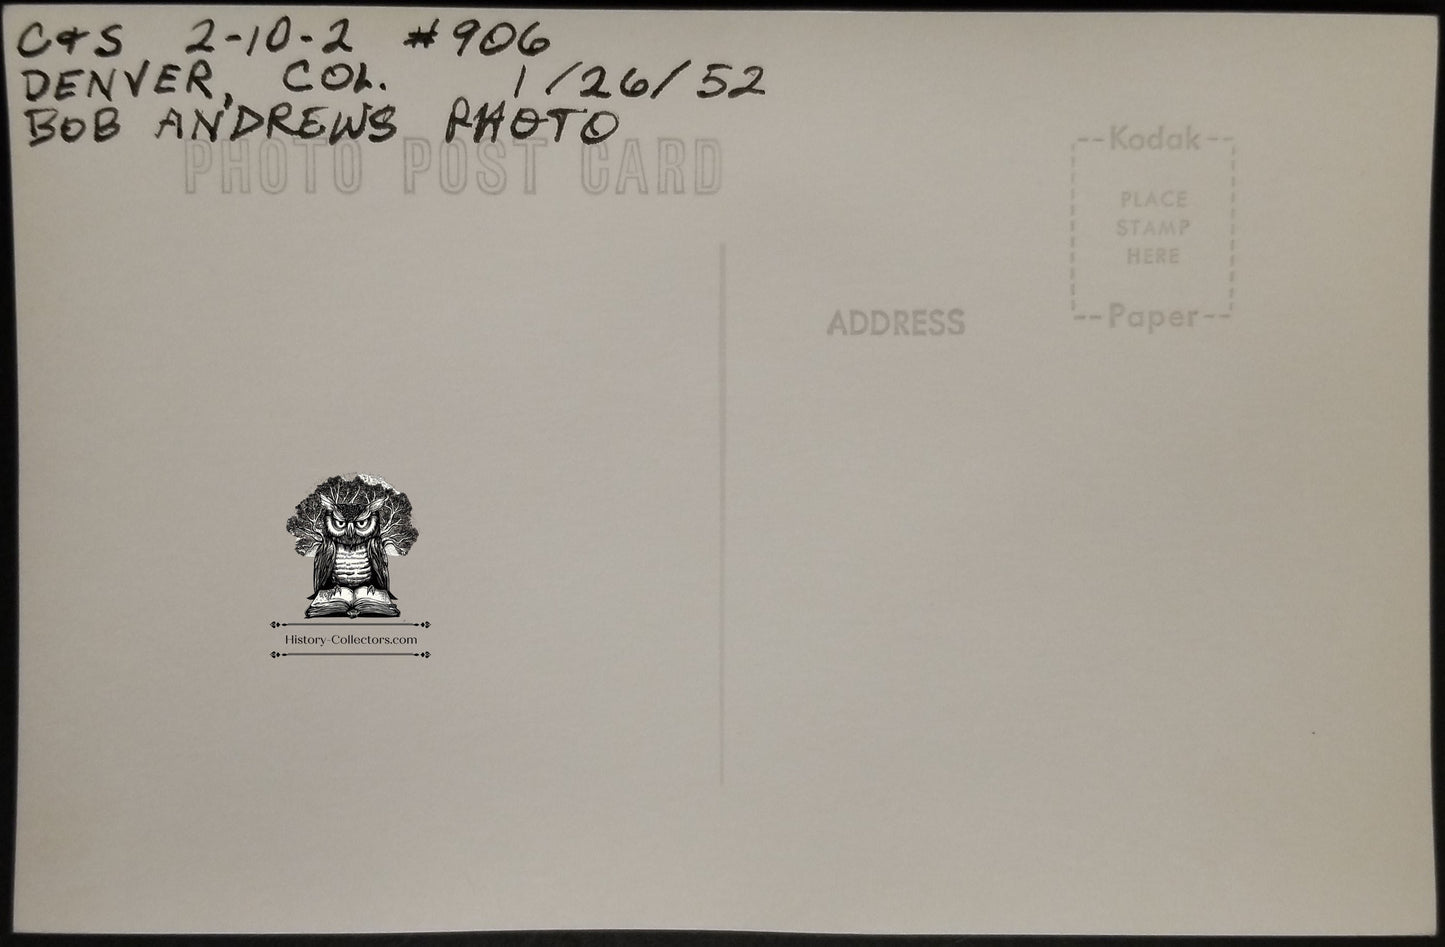 C&S 2-10-2 #906
DENVER, COL. 1/26/52
BOB ANDREWS PHOTO
PHOTO POST CARD
--Kodak--
PLACE
STAMP
HERE
--Paper--
ADDRESS
History-Collectors.com